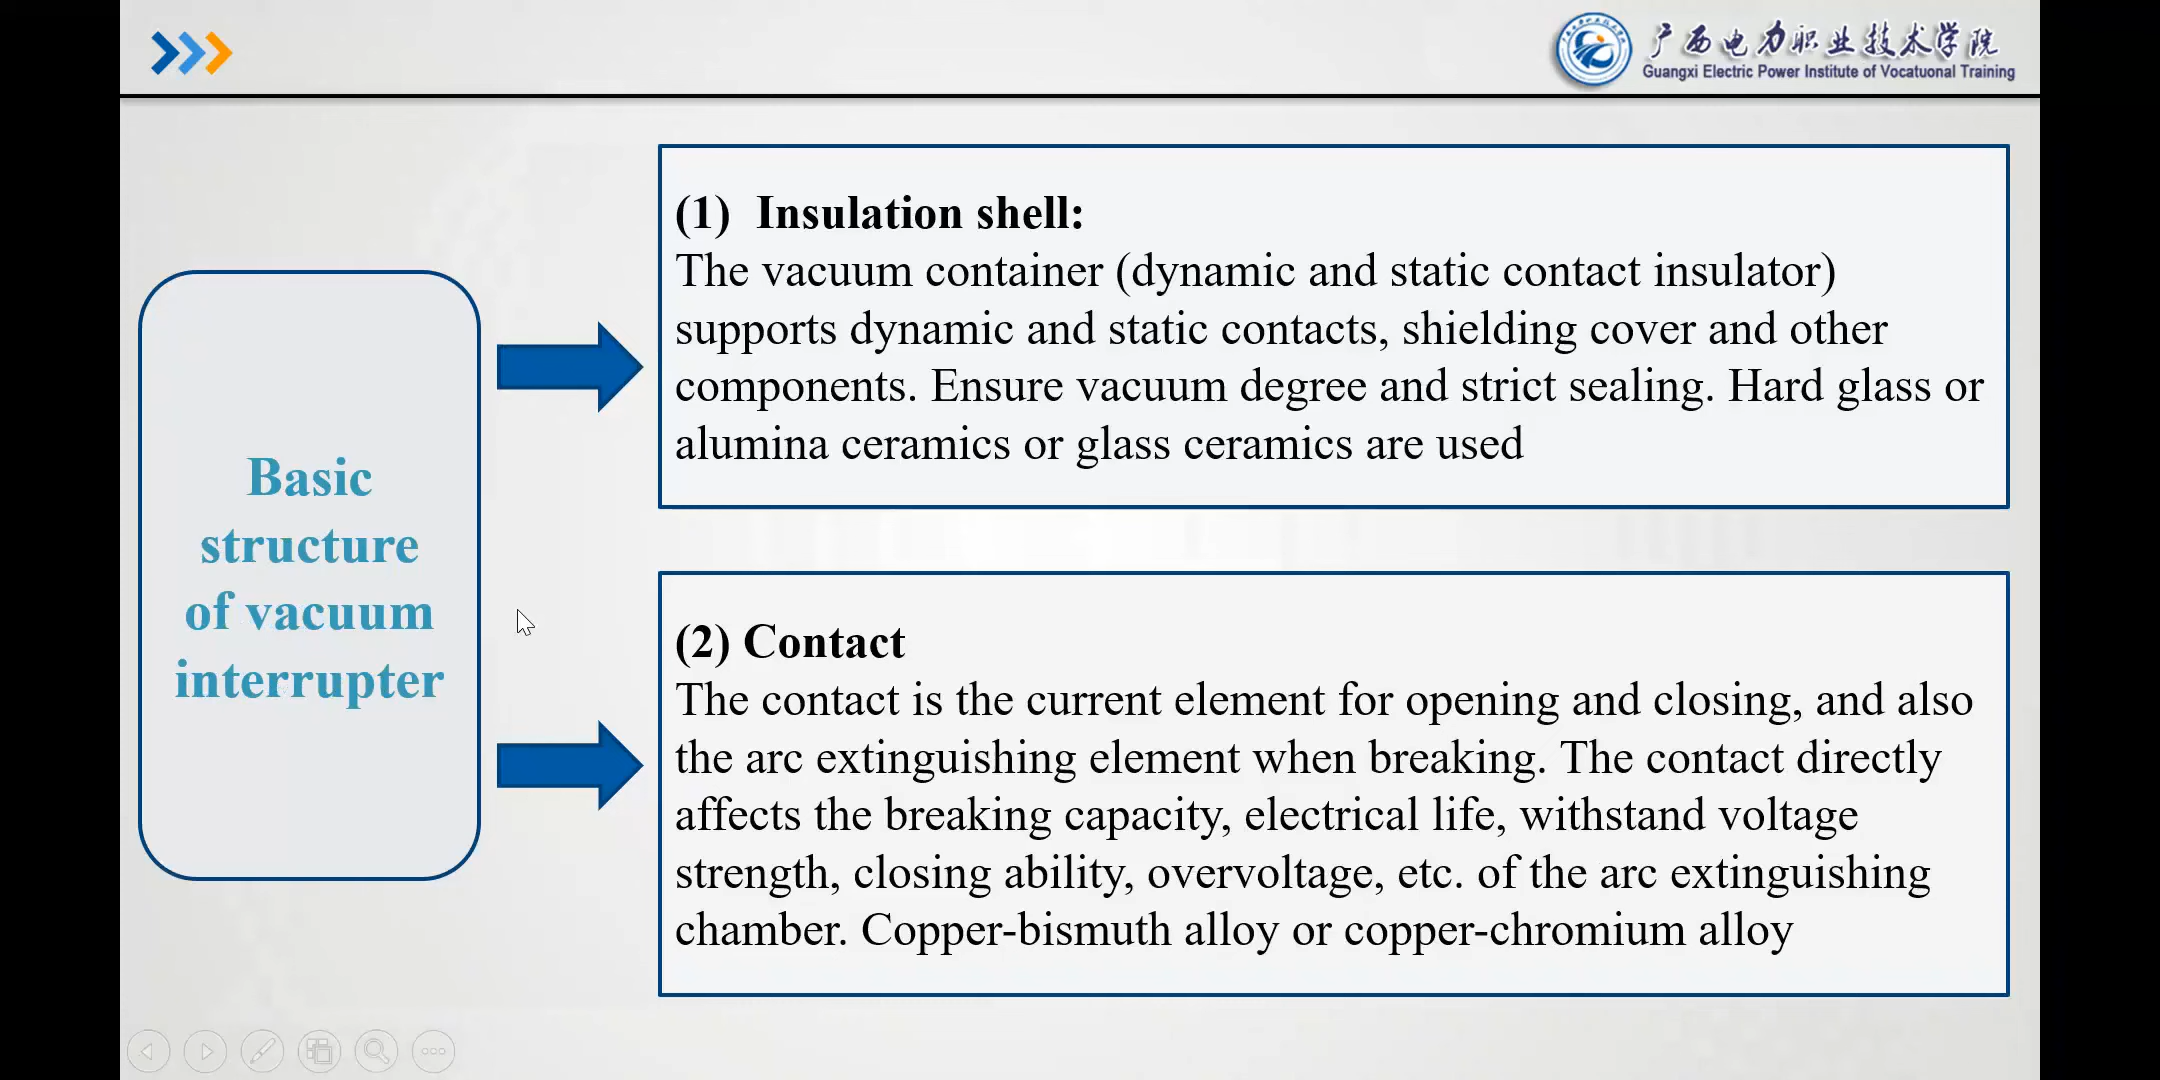 广西电力职业技术学院
Guangxi Electric Power Institute of Vocatuonal Training
Basic
structure
of vacuum
interrupter
(1) Insulation shell:
The vacuum container (dynamic and static contact insulator)
supports dynamic and static contacts, shielding cover and other
components. Ensure vacuum degree and strict sealing. Hard glass or
alumina ceramics or glass ceramics are used
(2) Contact
The contact is the current element for opening and closing, and also
the arc extinguishing element when breaking. The contact directly
affects the breaking capacity, electrical life, withstand voltage
strength, closing ability, overvoltage, etc. of the arc extinguishing
chamber. Copper-bismuth alloy or copper-chromium alloy